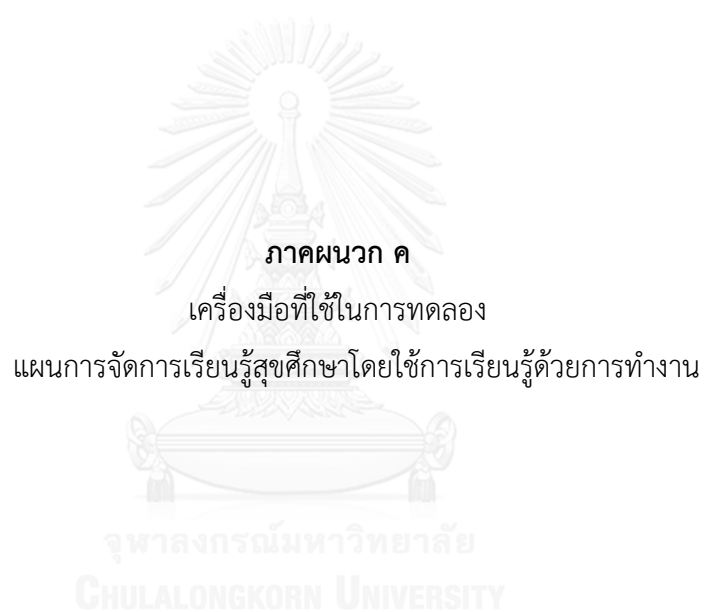 ภาคผนวก ค
เครื่องมือที่ใช้ในการทดลอง
แผนการจัดการเรียนรู้สุขศึกษาโดยใช้การเรียนรู้ด้วยการทำงาน
จุฬาลงกรณ์มหาวิทยาลัย
CHULALONGKORN UNIVERSITY